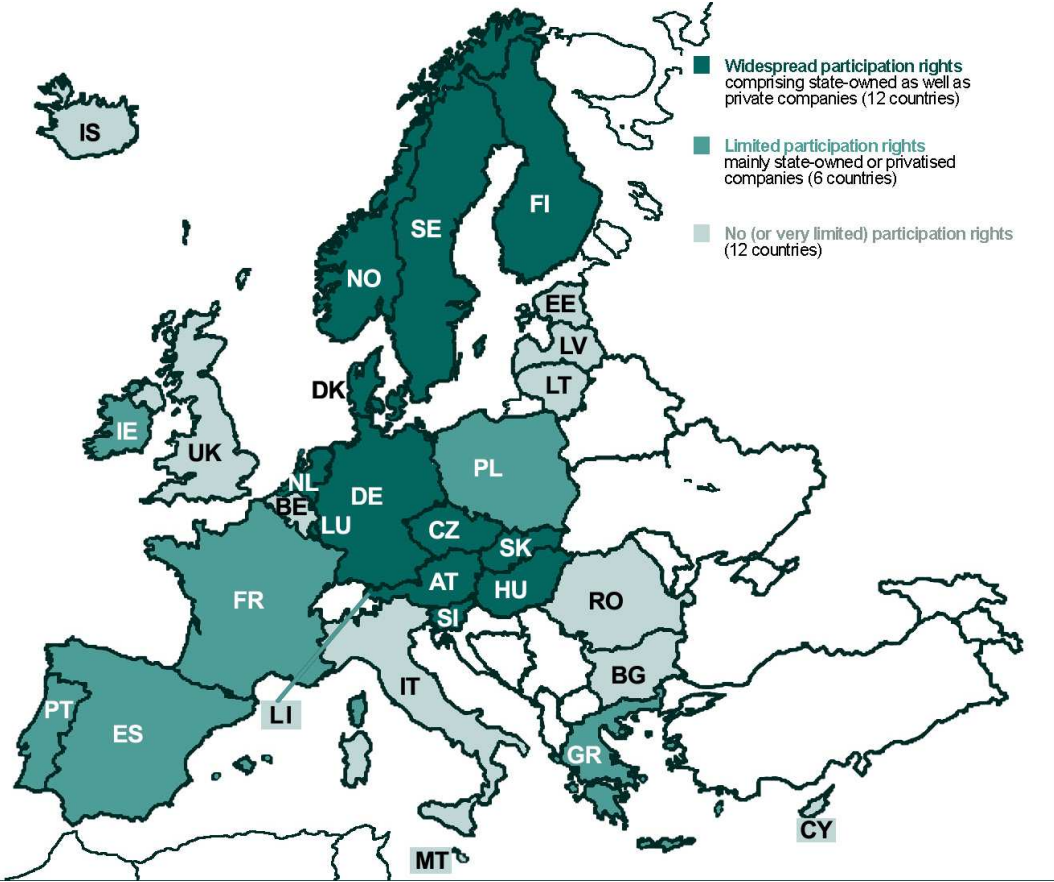 Widespread participation rights
comprising state-owned as well as
private companies (12 countries)
Limited participation rights
mainly state-owned or privatised
companies (6 countries)
No (or very limited) participation rights
(12 countries)
IS
FI
SE
NO
EE
LV
DK
LT
IE
UK
PL
NL
DE
BE
LU
CZ
SK
AT
HU
FR
RO
SI
BG
IT
PT
LI
ES
GR
CY
MT